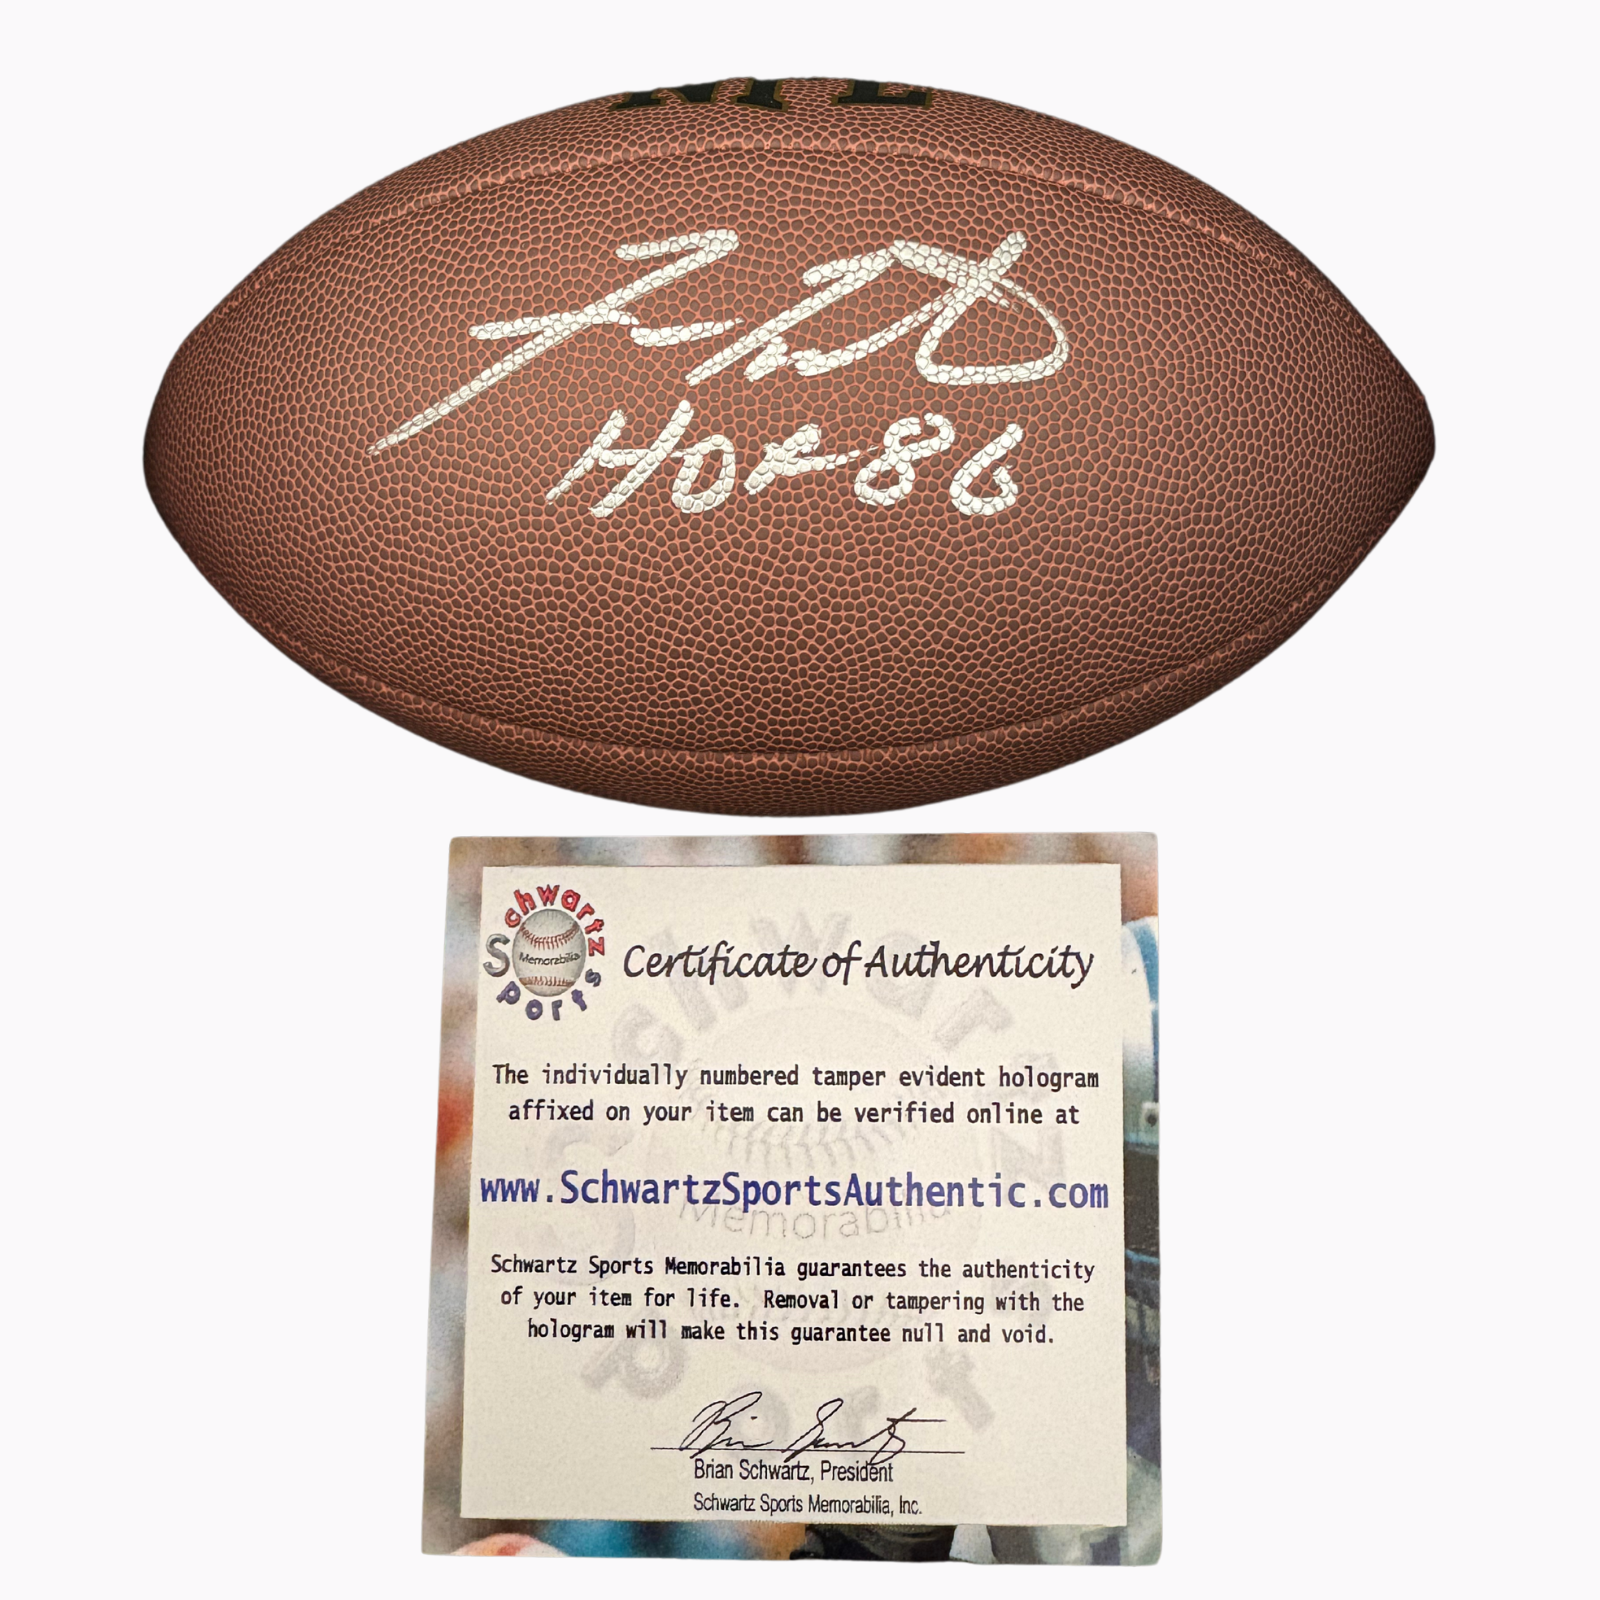 NFL
HOF 86
Schwartz
Sports
Memorabilia
Certificate of Authenticity
The individually numbered tamper evident hologram
affixed on your item can be verified online at
www.SchwartzSportsAuthentic.com
Schwartz Sports Memorabilia guarantees the authenticity
of your item for life. Removal or tampering with the
hologram will make this guarantee null and void.
Brian Schwartz
Brian Schwartz, President
Schwartz Sports Memorabilia, Inc.